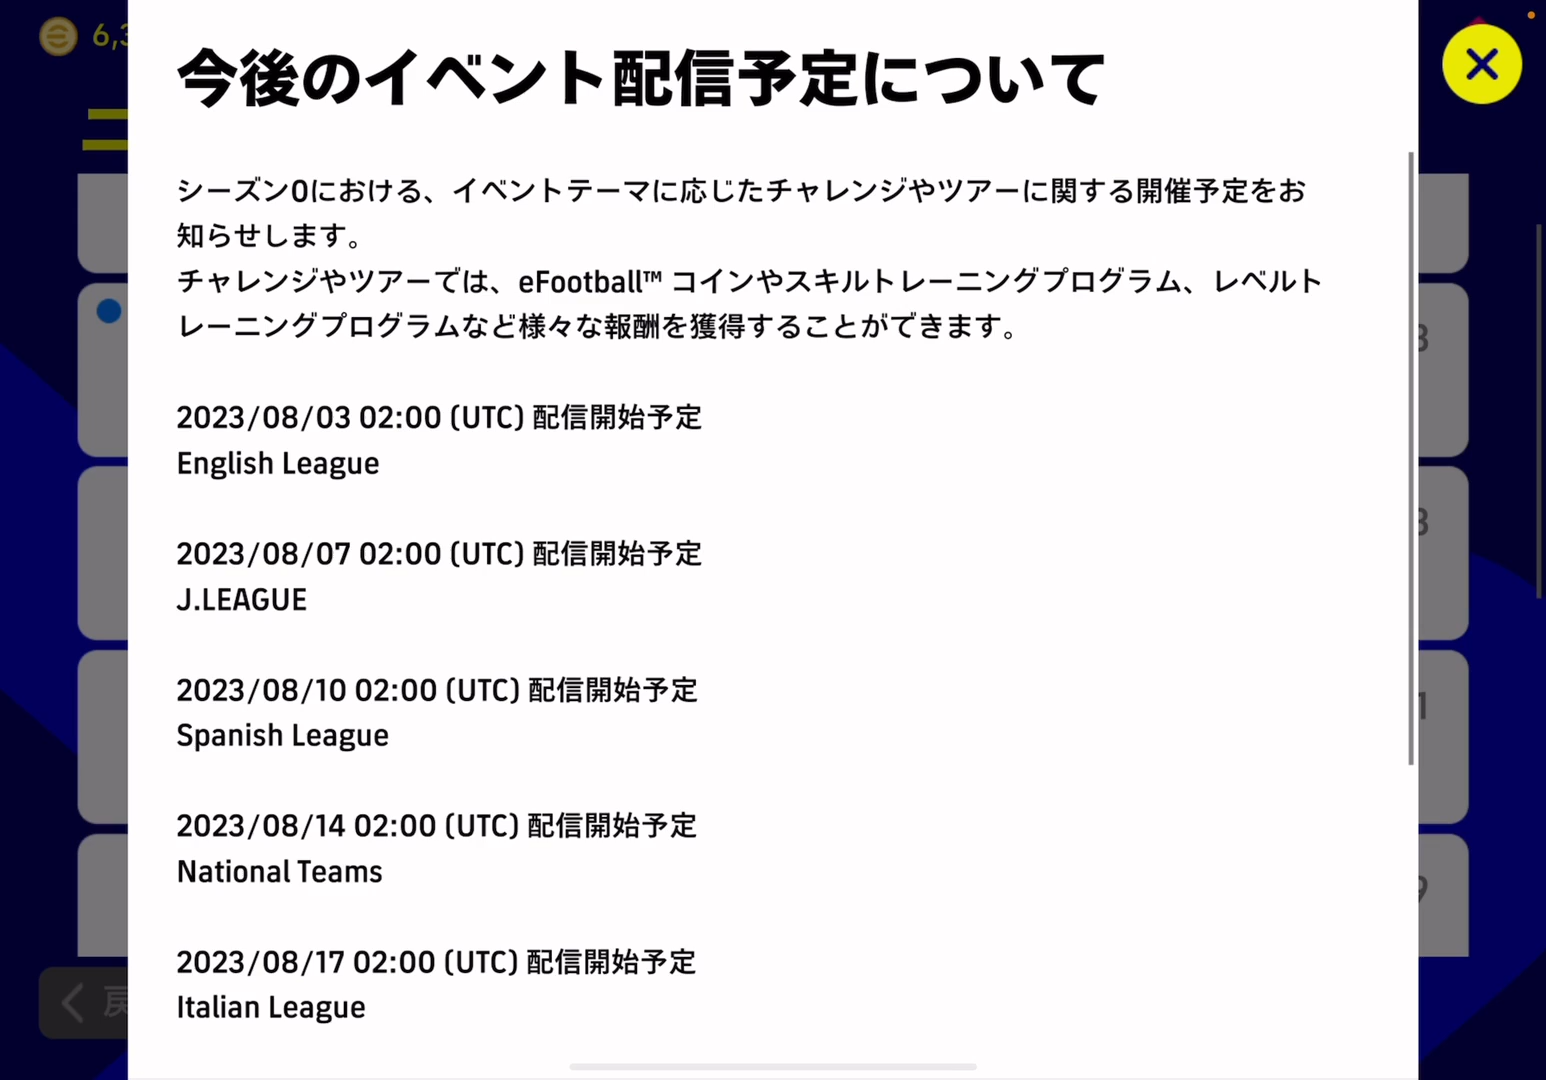 6,3
今後のイベント配信予定について
シーズン0における、イベントテーマに応じたチャレンジやツアーに関する開催予定をお
知らせします。
チャレンジやツアーでは、eFootball™ コインやスキルトレーニングプログラム、レベルト
レーニングプログラムなど様々な報酬を獲得することができます。
2023/08/03 02:00 (UTC) 配信開始予定
English League
2023/08/07 02:00 (UTC) 配信開始予定
J.LEAGUE
2023/08/10 02:00 (UTC) 配信開始予定
Spanish League
2023/08/14 02:00 (UTC) 配信開始予定
National Teams
2023/08/17 02:00 (UTC) 配信開始予定
Italian League
戻